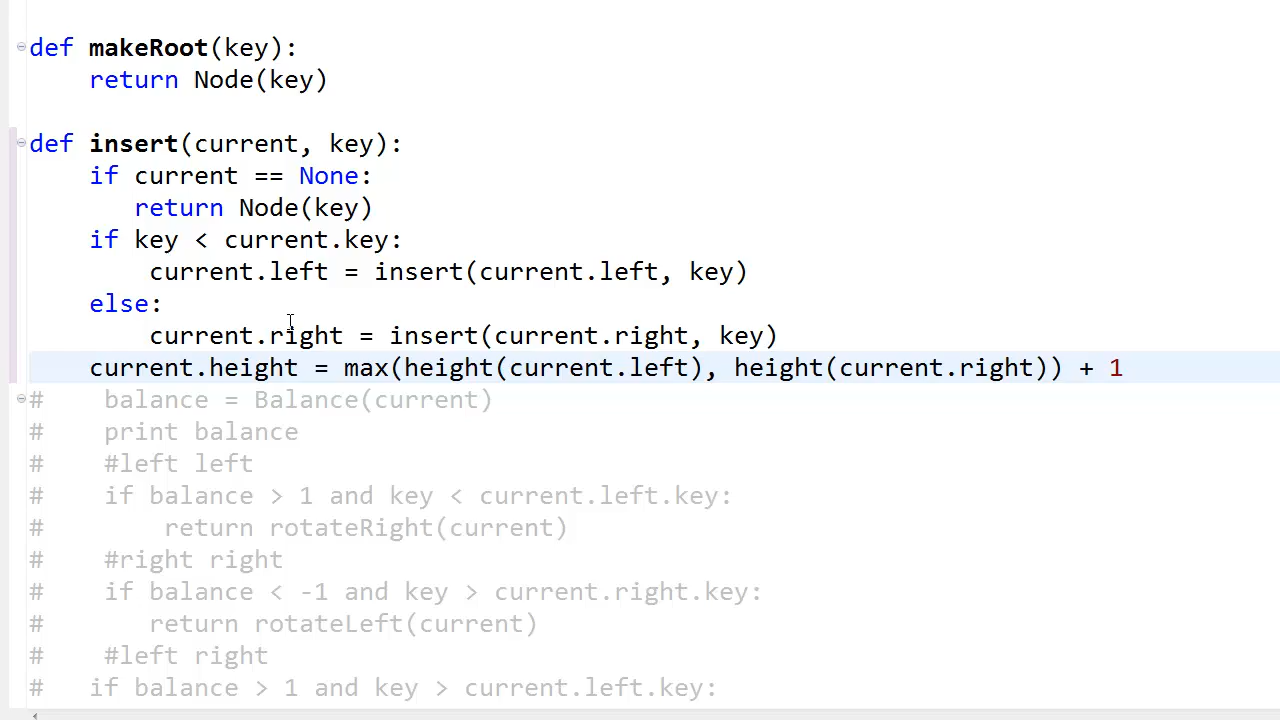 def makeRoot(key):
    return Node(key)

def insert(current, key):
    if current == None:
       return Node(key)
    if key < current.key:
        current.left = insert(current.left, key)
    else:
        current.right = insert(current.right, key)
    current.height = max(height(current.left), height(current.right)) + 1
#    balance = Balance(current)
#    print balance
#    #left left
#    if balance > 1 and key < current.left.key:
#        return rotateRight(current)
#    #right right
#    if balance < -1 and key > current.right.key:
#       return rotateLeft(current)
#    #left right
#   if balance > 1 and key > current.left.key: